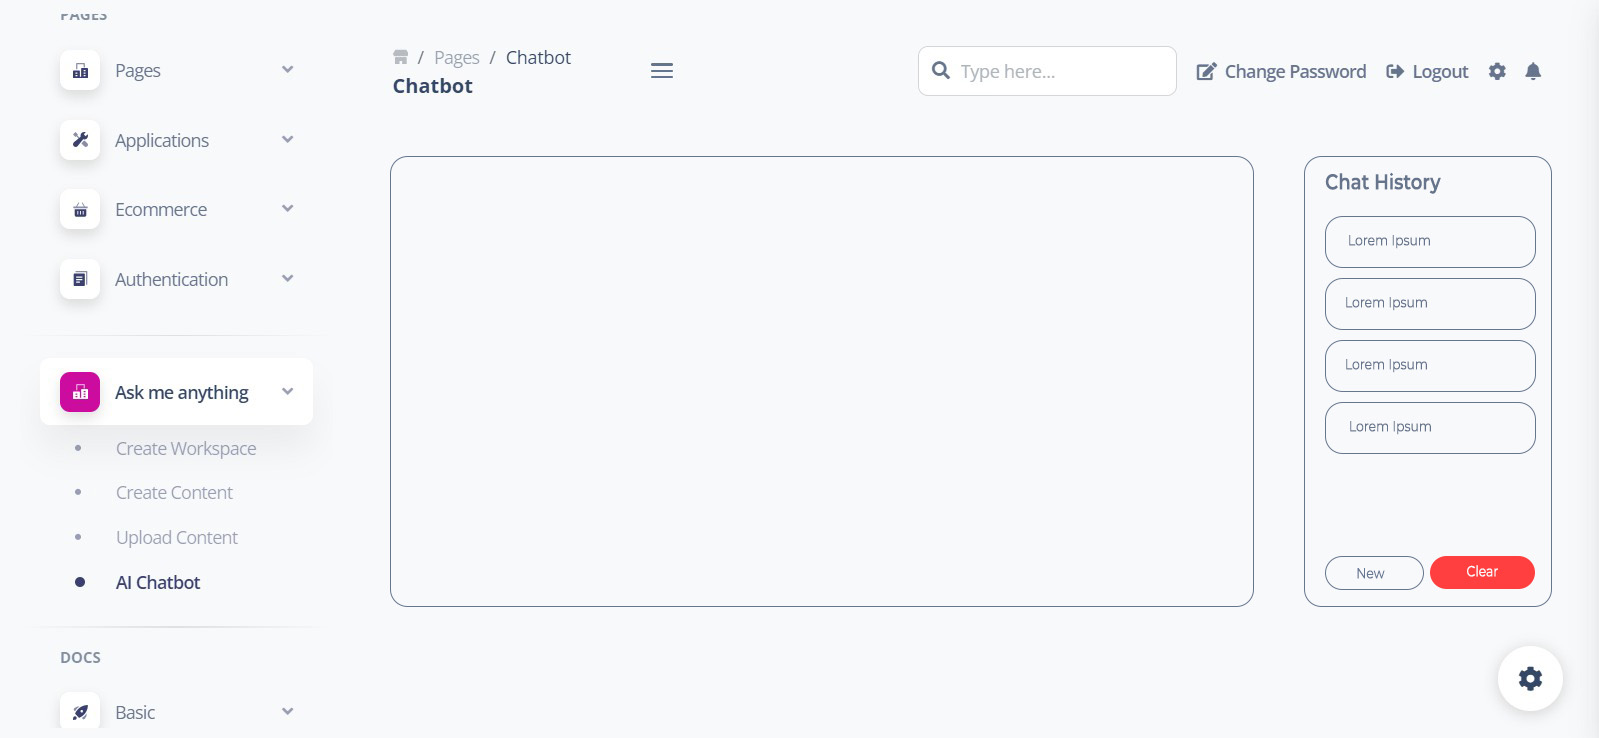 PAGES
Pages
Applications
Ecommerce
Authentication
Ask me anything
Create Workspace
Create Content
Upload Content
AI Chatbot
DOCS
Basic
/ Pages / Chatbot
Chatbot
Type here...
Change Password
Logout
Chat History
Lorem Ipsum
Lorem Ipsum
Lorem Ipsum
Lorem Ipsum
New
Clear